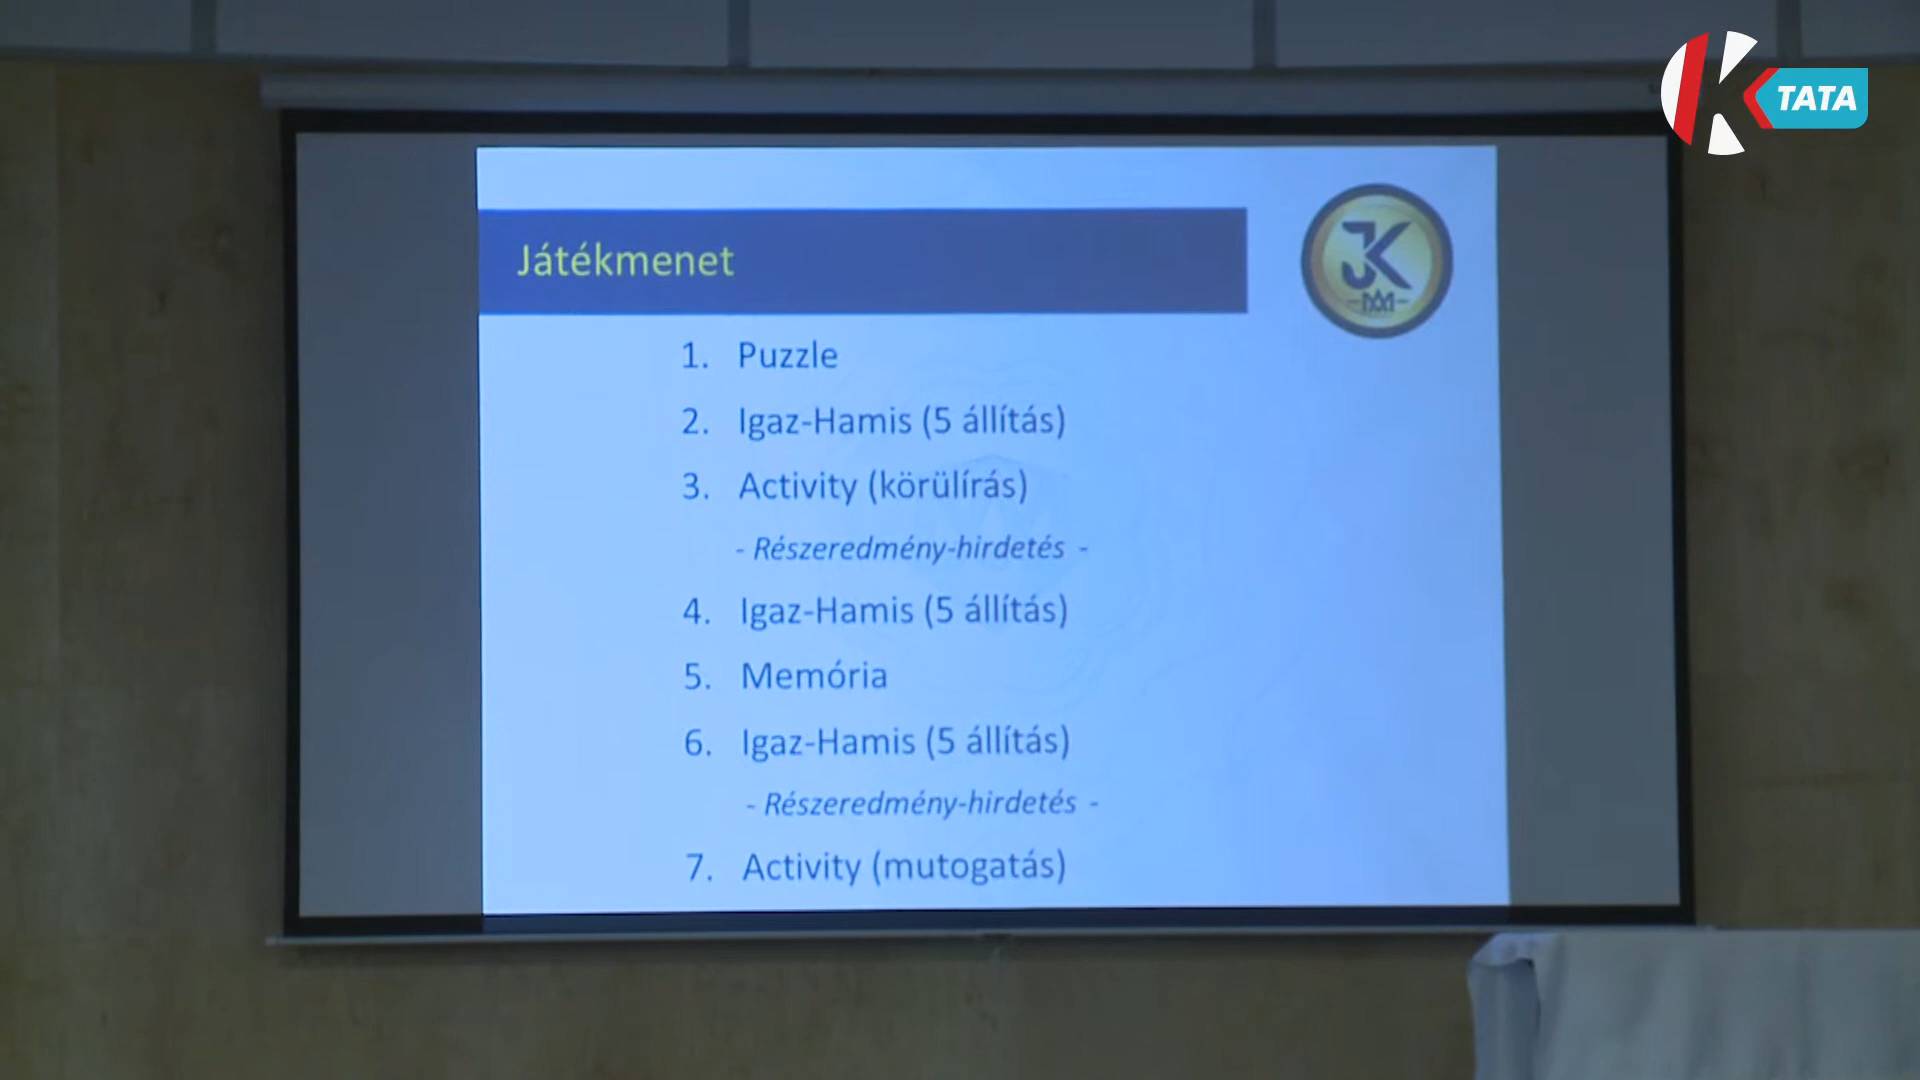 TATA
Játékmenet
JK
1. Puzzle
2. Igaz-Hamis (5 állítás)
3. Activity (körülírás)
- Részeredmény-hirdetés -
4. Igaz-Hamis (5 állítás)
5. Memória
6. Igaz-Hamis (5 állítás)
- Részeredmény-hirdetés -
7. Activity (mutogatás)